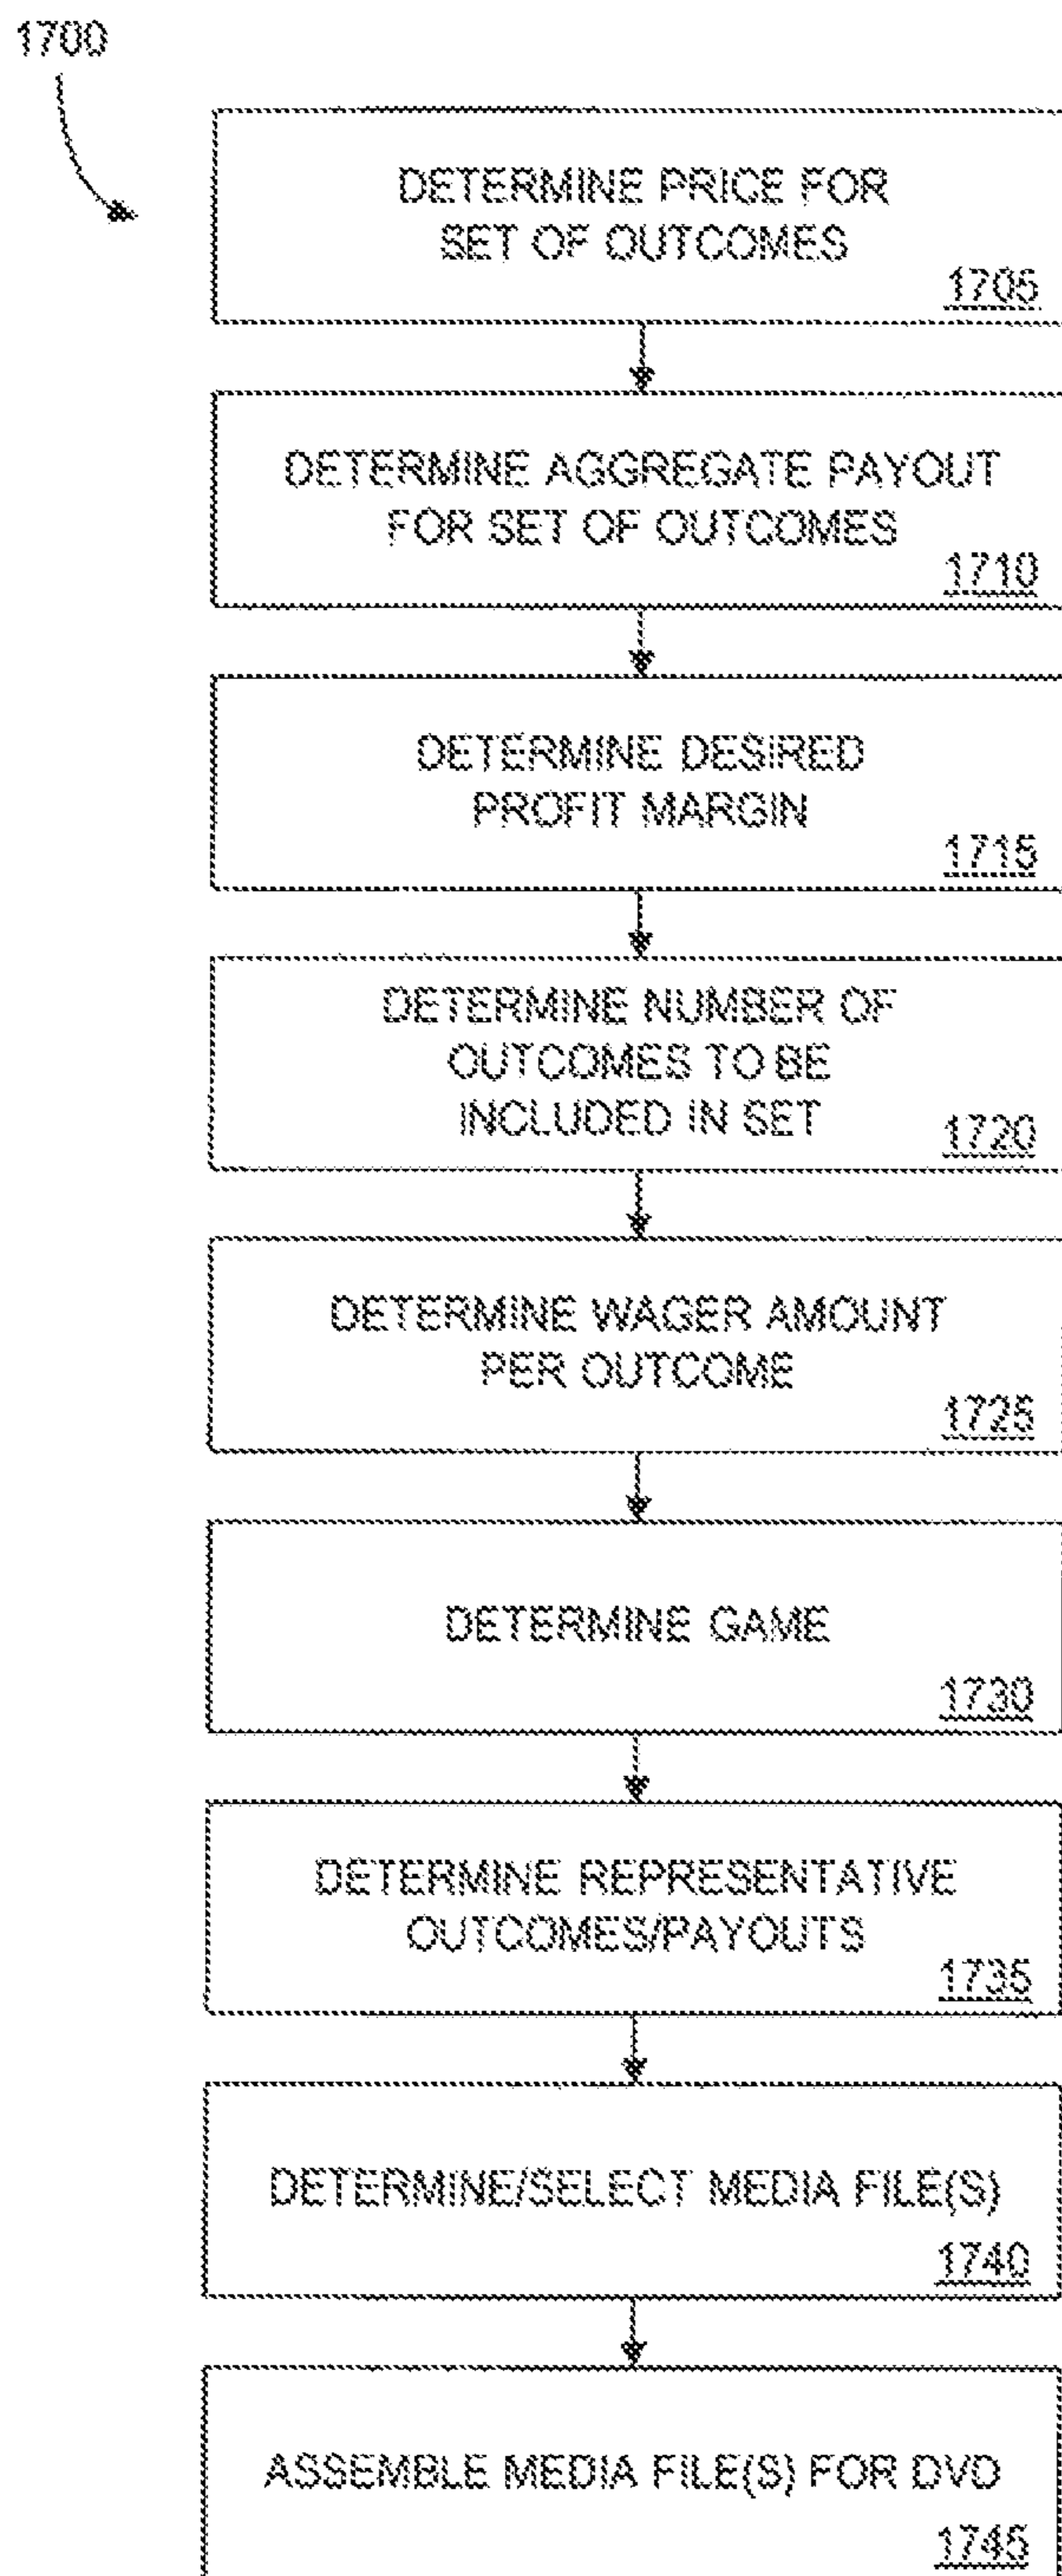 1700
DETERMINE PRICE FOR
SET OF OUTCOMES
1705
DETERMINE AGGREGATE PAYOUT
FOR SET OF OUTCOMES
1710
DETERMINE DESIRED
PROFIT MARGIN
1715
DETERMINE NUMBER OF
OUTCOMES TO BE
INCLUDED IN SET
1720
DETERMINE WAGER AMOUNT
PER OUTCOME
1725
DETERMINE GAME
1730
DETERMINE REPRESENTATIVE
OUTCOMES/PAYOUTS
1735
DETERMINE/SELECT MEDIA FILE(S)
1740
ASSEMBLE MEDIA FILE(S) FOR DVD
1745